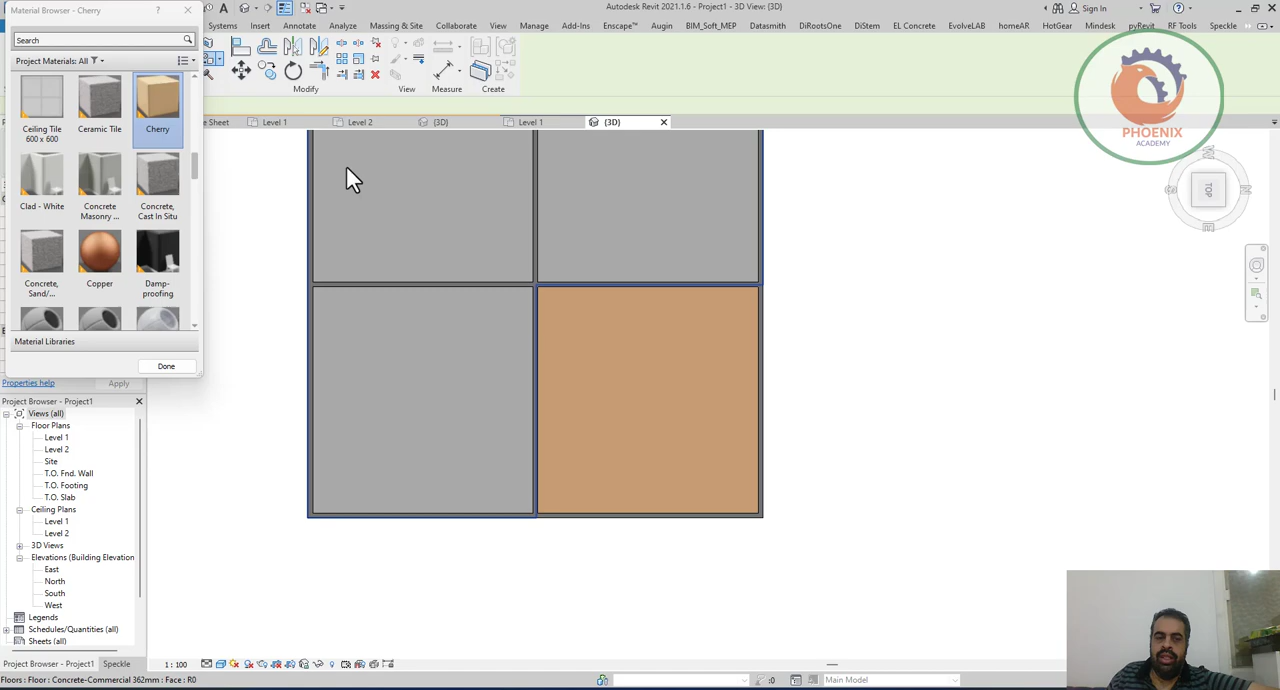 Material Browser - Cherry
?
Autodesk Revit 2021.1.6 - Project1 - 3D View: {3D}
Sign In
Systems Insert Annotate Analyze Massing & Site Collaborate View Manage Add-Ins Enscape™ Augin BIM_Soft_MEP Datasmith DiRootsOne DiStem EL Concrete EvolveLAB homeAR HotGear Mindesk pyRevit RF Tools Speckle
Search
Project Materials: All
Modify View Measure Create
Ceiling Tile 600 x 600
Ceramic Tile
Cherry
e Sheet Level 1 Level 2 {3D} Level 1 {3D}
PHOENIX
ACADEMY
TOP
Clad - White
Concrete Masonry ...
Concrete, Cast In Situ
Concrete, Sand/...
Copper
Damp-proofing
Material Libraries
Done
Properties help
Apply
Project Browser - Project1
Views (all)
Floor Plans
Level 1
Level 2
Site
T.O. Fnd. Wall
T.O. Footing
T.O. Slab
Ceiling Plans
Level 1
Level 2
3D Views
Elevations (Building Elevation
East
North
South
West
Legends
Schedules/Quantities (all)
Sheets (all)
Project Browser - Project1 Speckle
1 : 100
Floors : Floor : Concrete-Commercial 362mm : Face : R0
:0
Main Model